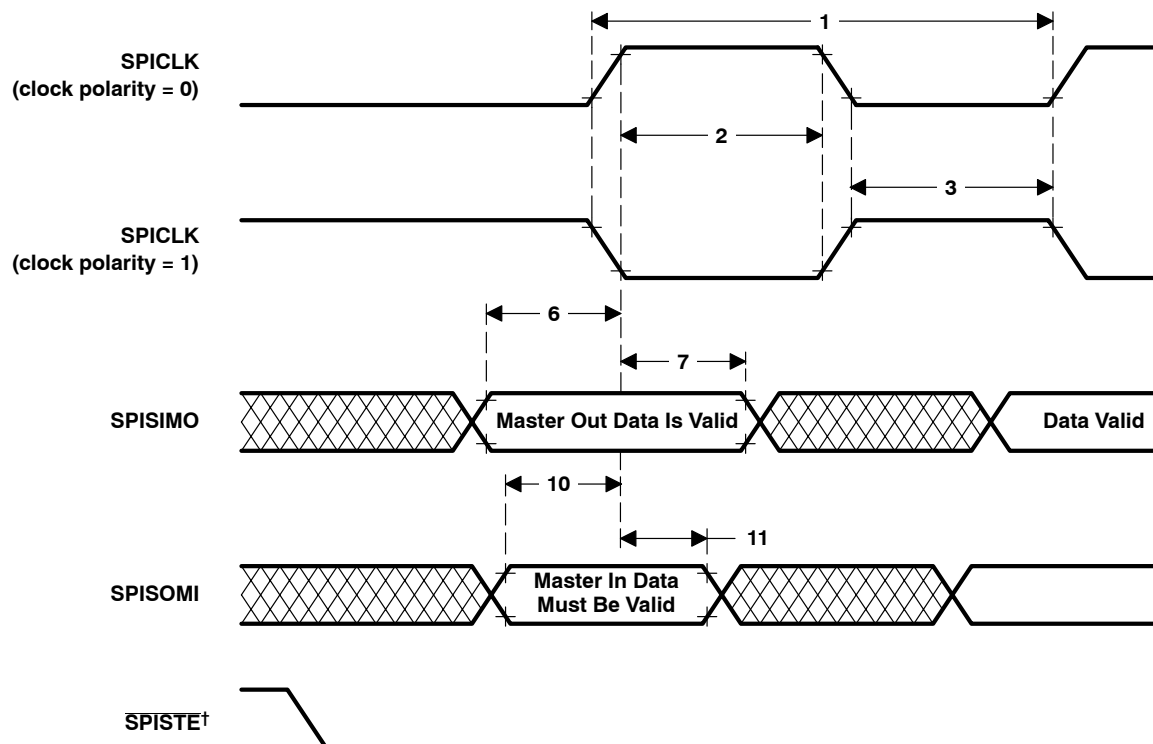 1
SPICLK
(clock polarity = 0)
2
3
SPICLK
(clock polarity = 1)
6
7
SPISIMO
Master Out Data Is Valid
Data Valid
10
11
SPISOMI
Master In Data
Must Be Valid
SPISTE†